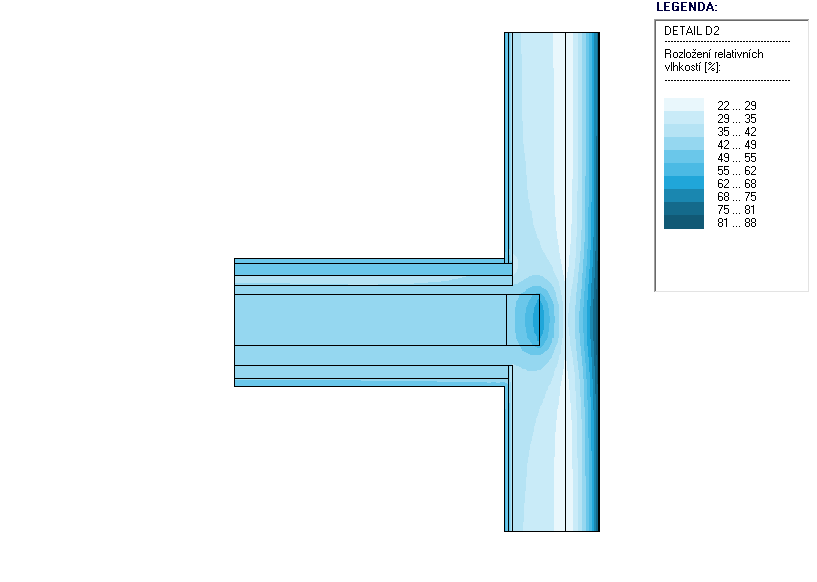 LEGENDA:
DETAIL D2
Rozložení relativních
vlhkostí [%]:
22 ... 29
29 ... 35
35 ... 42
42 ... 49
49 ... 55
55 ... 62
62 ... 68
68 ... 75
75 ... 81
81 ... 88